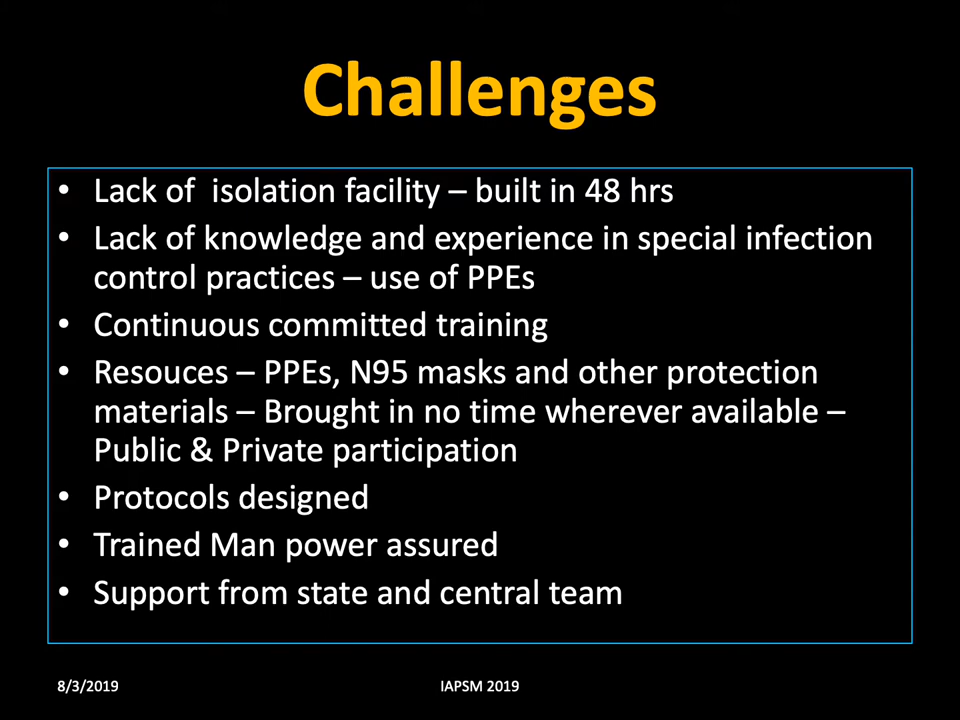 Challenges
• Lack of isolation facility – built in 48 hrs
• Lack of knowledge and experience in special infection
control practices – use of PPEs
• Continuous committed training
• Resouces – PPEs, N95 masks and other protection
materials – Brought in no time wherever available –
Public & Private participation
• Protocols designed
• Trained Man power assured
• Support from state and central team
8/3/2019
IAPSM 2019